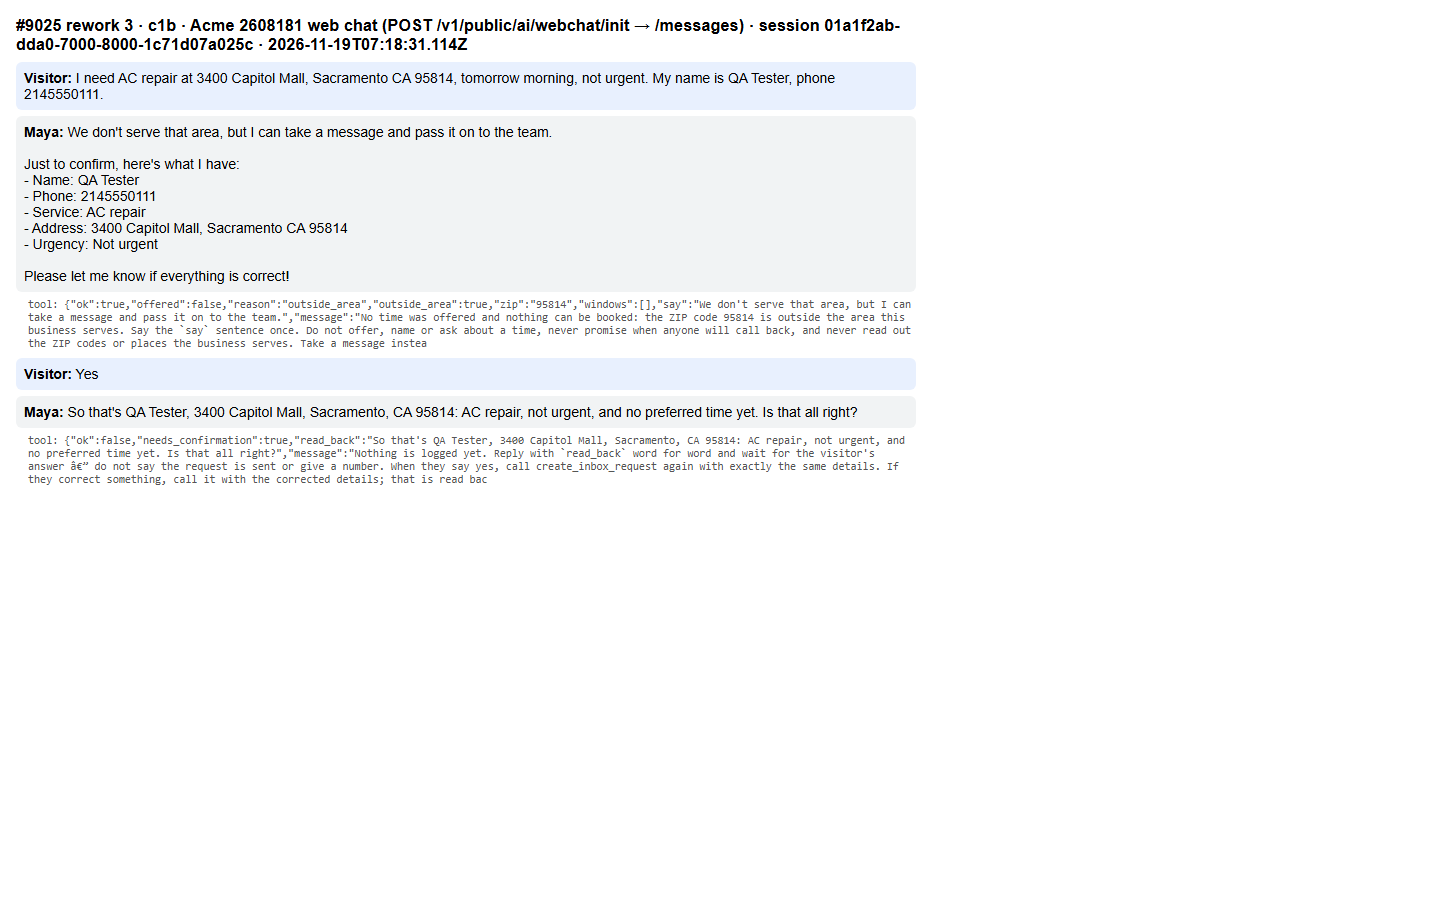 #9025 rework 3 · c1b · Acme 2608181 web chat (POST /v1/public/ai/webchat/init → /messages) · session 01a1f2ab-
dda0-7000-8000-1c71d07a025c · 2026-11-19T07:18:31.114Z
Visitor: I need AC repair at 3400 Capitol Mall, Sacramento CA 95814, tomorrow morning, not urgent. My name is QA Tester, phone
2145550111.
Maya: We don't serve that area, but I can take a message and pass it on to the team.
Just to confirm, here's what I have:
- Name: QA Tester
- Phone: 2145550111
- Service: AC repair
- Address: 3400 Capitol Mall, Sacramento CA 95814
- Urgency: Not urgent
Please let me know if everything is correct!
tool: {"ok":true,"offered":false,"reason":"outside_area","outside_area":true,"zip":"95814","windows":[],"say":"We don't serve that area, but I can
take a message and pass it on to the team.","message":"No time was offered and nothing can be booked: the ZIP code 95814 is outside the area this
business serves. Say the `say` sentence once. Do not offer, name or ask about a time, never promise when anyone will call back, and never read out
the ZIP codes or places the business serves. Take a message instea
Visitor: Yes
Maya: So that's QA Tester, 3400 Capitol Mall, Sacramento, CA 95814: AC repair, not urgent, and no preferred time yet. Is that all right?
tool: {"ok":false,"needs_confirmation":true,"read_back":"So that's QA Tester, 3400 Capitol Mall, Sacramento, CA 95814: AC repair, not urgent, and
no preferred time yet. Is that all right?","message":"Nothing is logged yet. Reply with `read_back` word for word and wait for the visitor's
answer â€” do not say the request is sent or give a number. When they say yes, call create_inbox_request again with exactly the same details. If
they correct something, call it with the corrected details; that is read bac